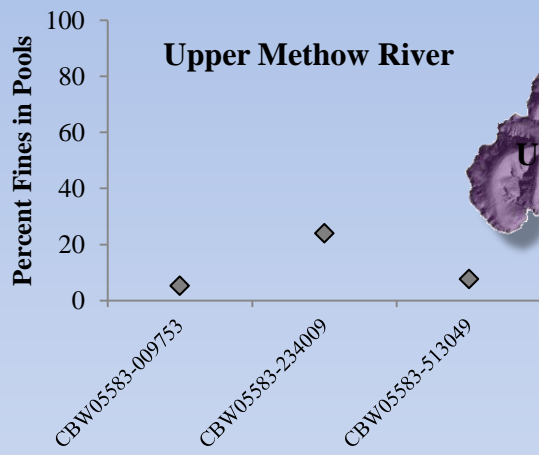 Upper Methow River
Percent Fines in Pools
100
80
60
40
20
0
CBW05583-009753
CBW05583-234009
CBW05583-513049
U